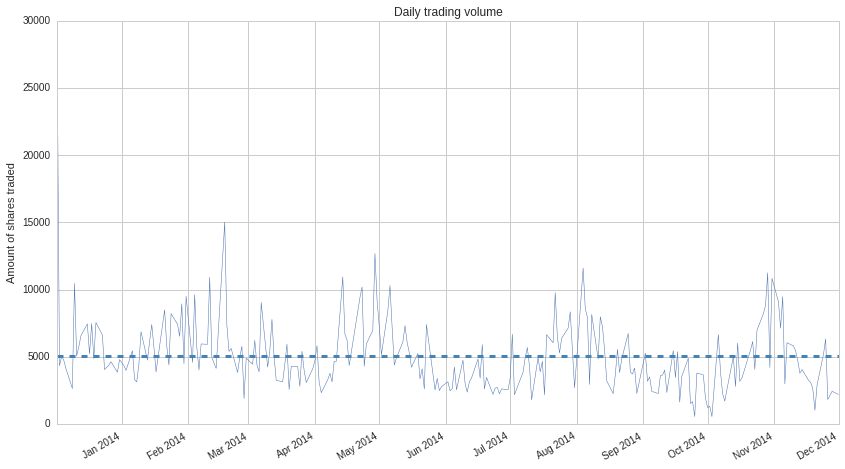 Daily trading volume
30000
25000
20000
15000
10000
5000
0
Amount of shares traded
Jan 2014
Feb 2014
Mar 2014
Apr 2014
May 2014
Jun 2014
Jul 2014
Aug 2014
Sep 2014
Oct 2014
Nov 2014
Dec 2014